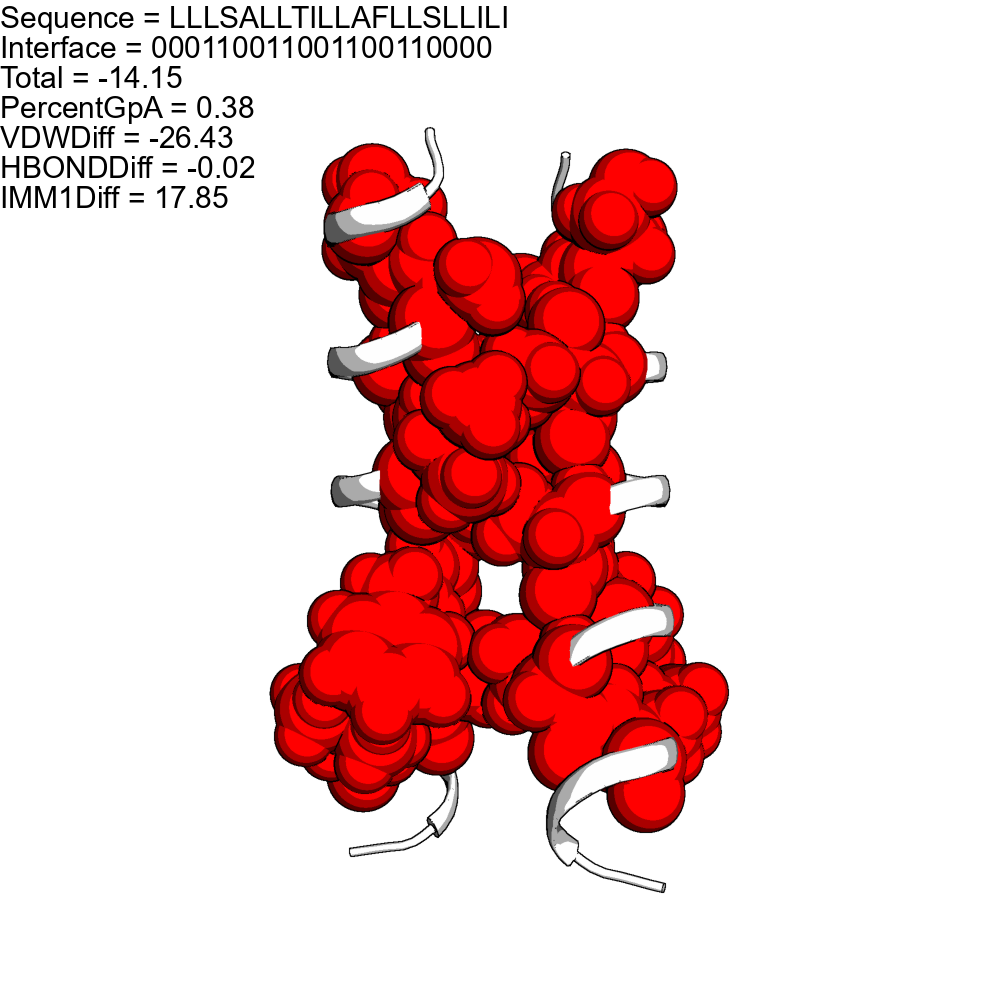 Sequence = LLLSALLTILLAFLLSLLILI
Interface = 000110011001100110000
Total = -14.15
PercentGpA = 0.38
VDWDiff = -26.43
HBONDDiff = -0.02
IMM1Diff = 17.85